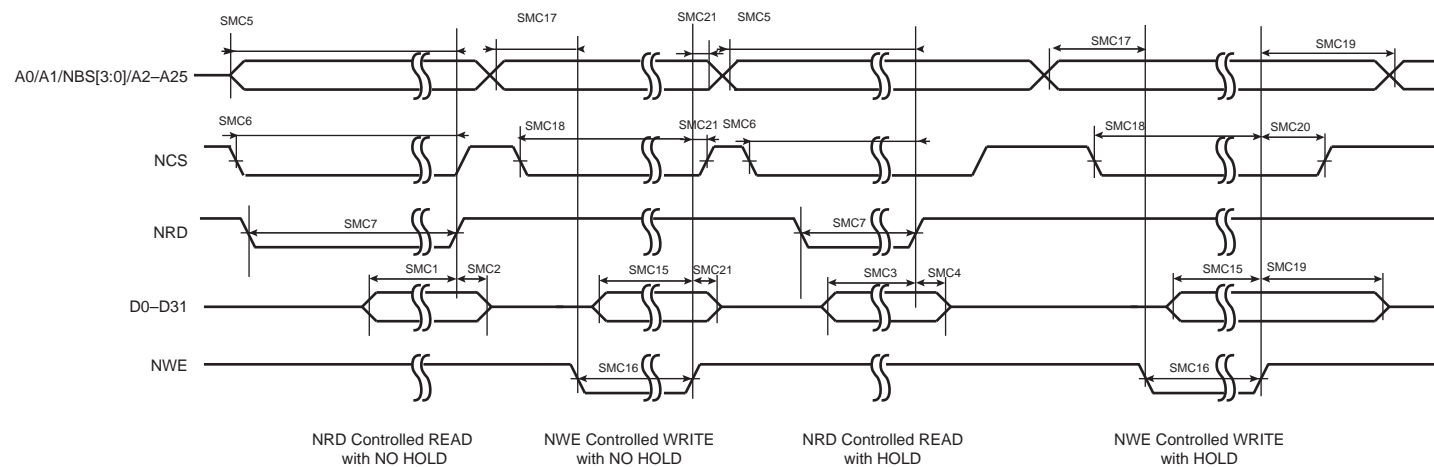 SMC5 SMC17 SMC21 SMC5
SMC17 SMC19
A0/A1/NBS[3:0]/A2–A25
SMC6 SMC18 SMC21 SMC6 SMC18 SMC20
NCS
SMC7 SMC7
NRD
SMC1 SMC2 SMC15 SMC21 SMC3 SMC4 SMC15 SMC19
D0–D31
NWE
SMC16 SMC16
NRD Controlled READ
with NO HOLD
NWE Controlled WRITE
with NO HOLD
NRD Controlled READ
with HOLD
NWE Controlled WRITE
with HOLD